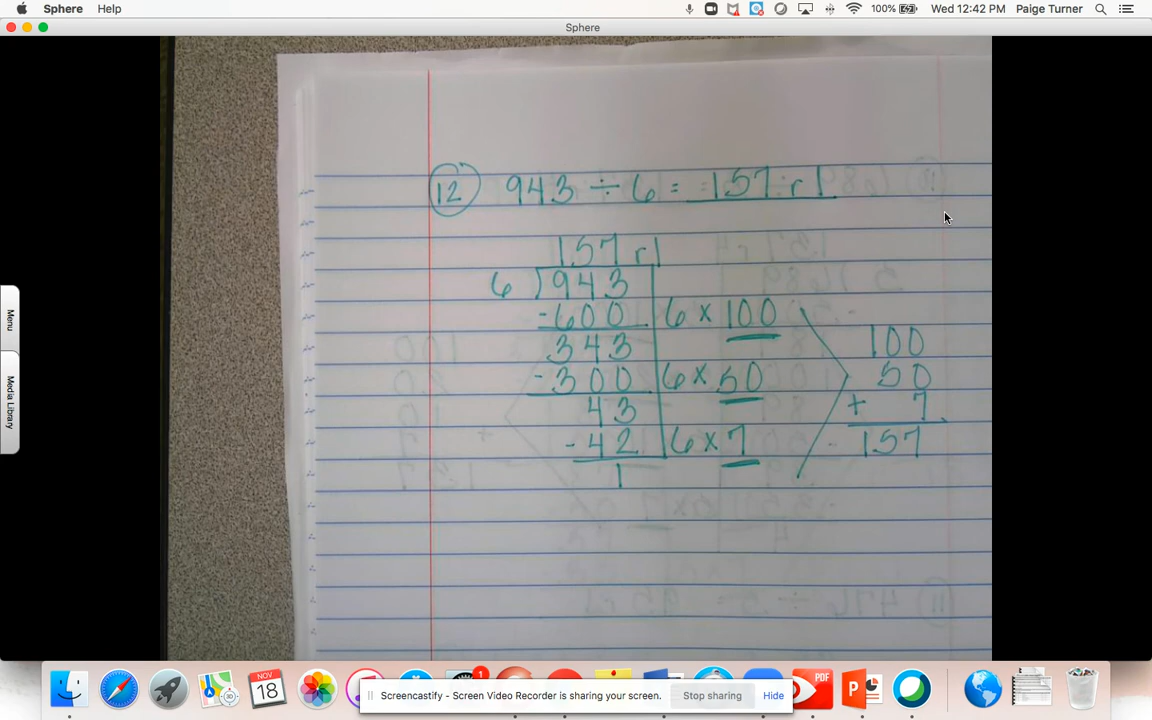 Sphere Help 100% Wed 12:42 PM Paige Turner
Sphere
Menu
Media Library
12 943 ÷ 6 = 157 r1
157 r1
6 943
-600 6 × 100
343 100
-300 6 × 50 50
43 + 7
-42 6 × 7 157
1
NOV
18
1
PDF
P
Screencastify - Screen Video Recorder is sharing your screen. Stop sharing Hide